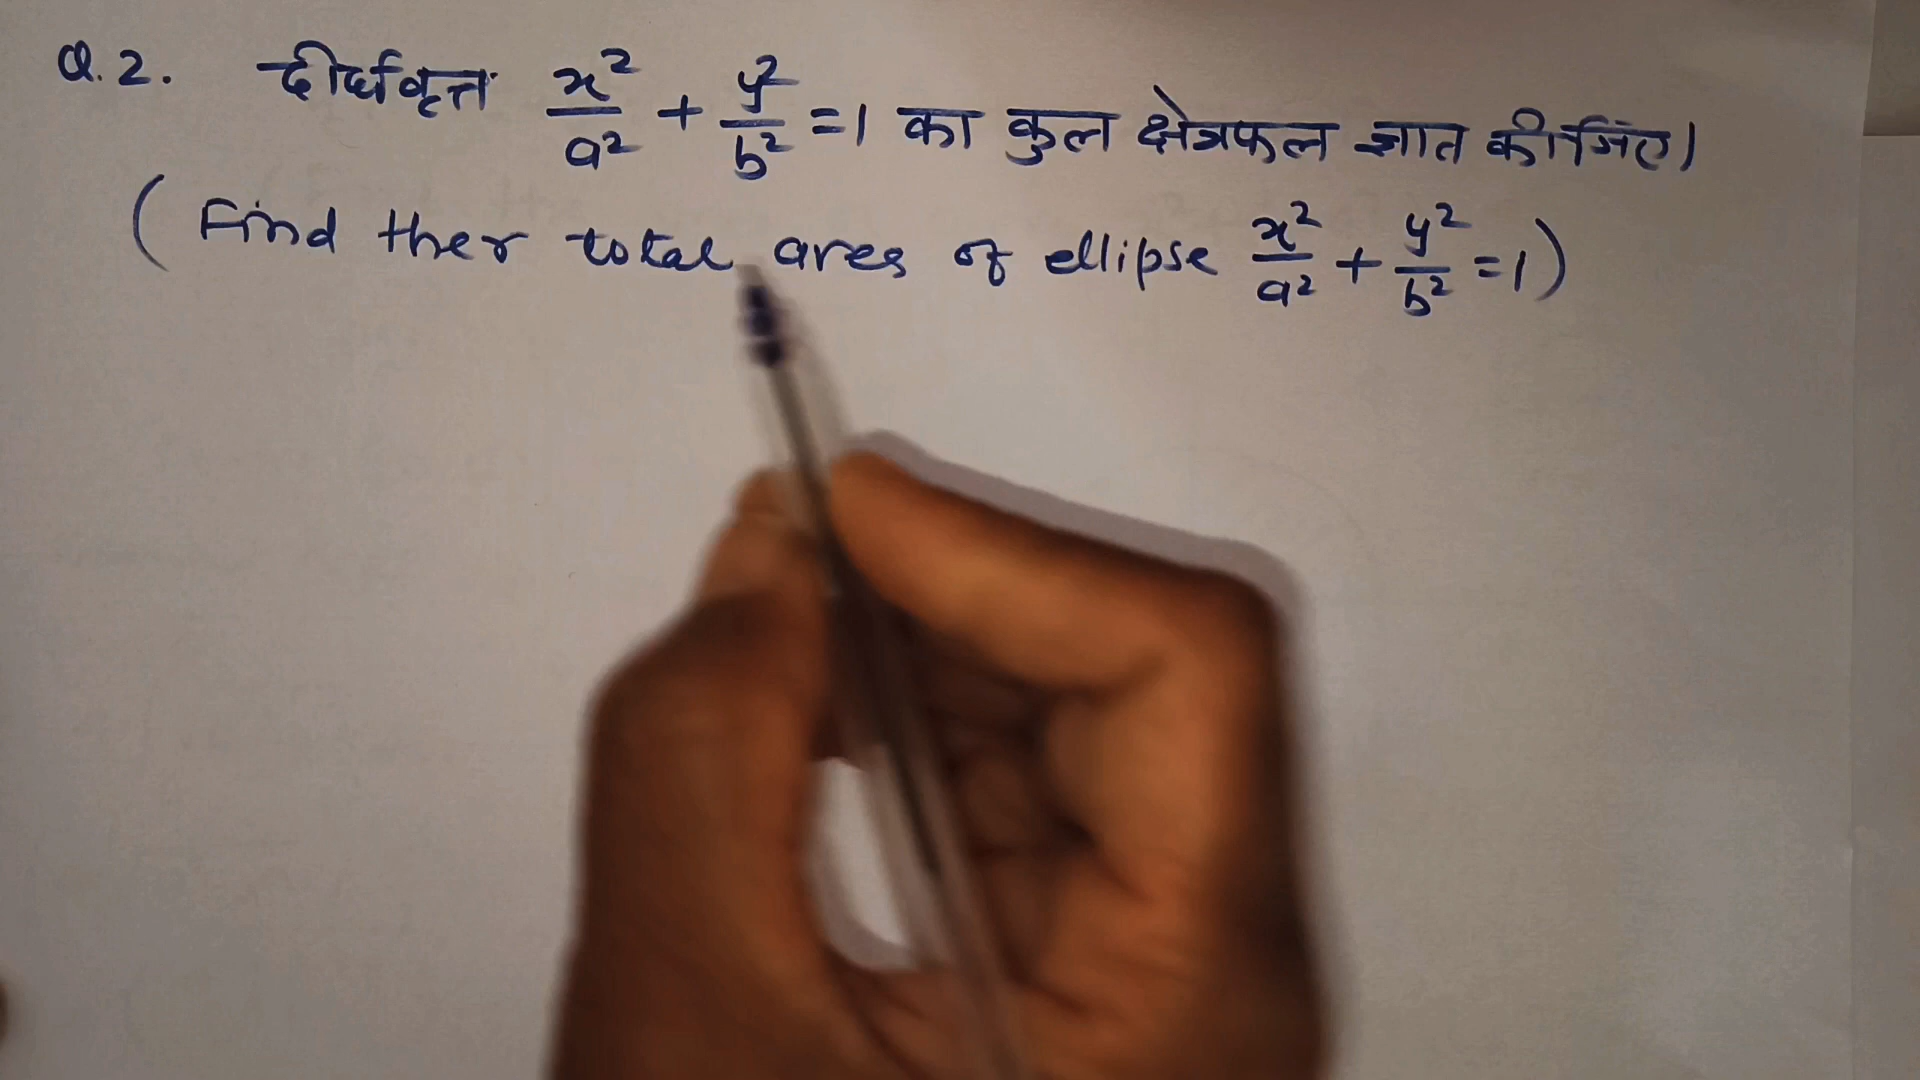 Q.2. दीर्घवृत्त x²/a² + y²/b² = 1 का कुल क्षेत्रफल ज्ञात कीजिए।
( Find ther total area of ellipse x²/a² + y²/b² = 1 )